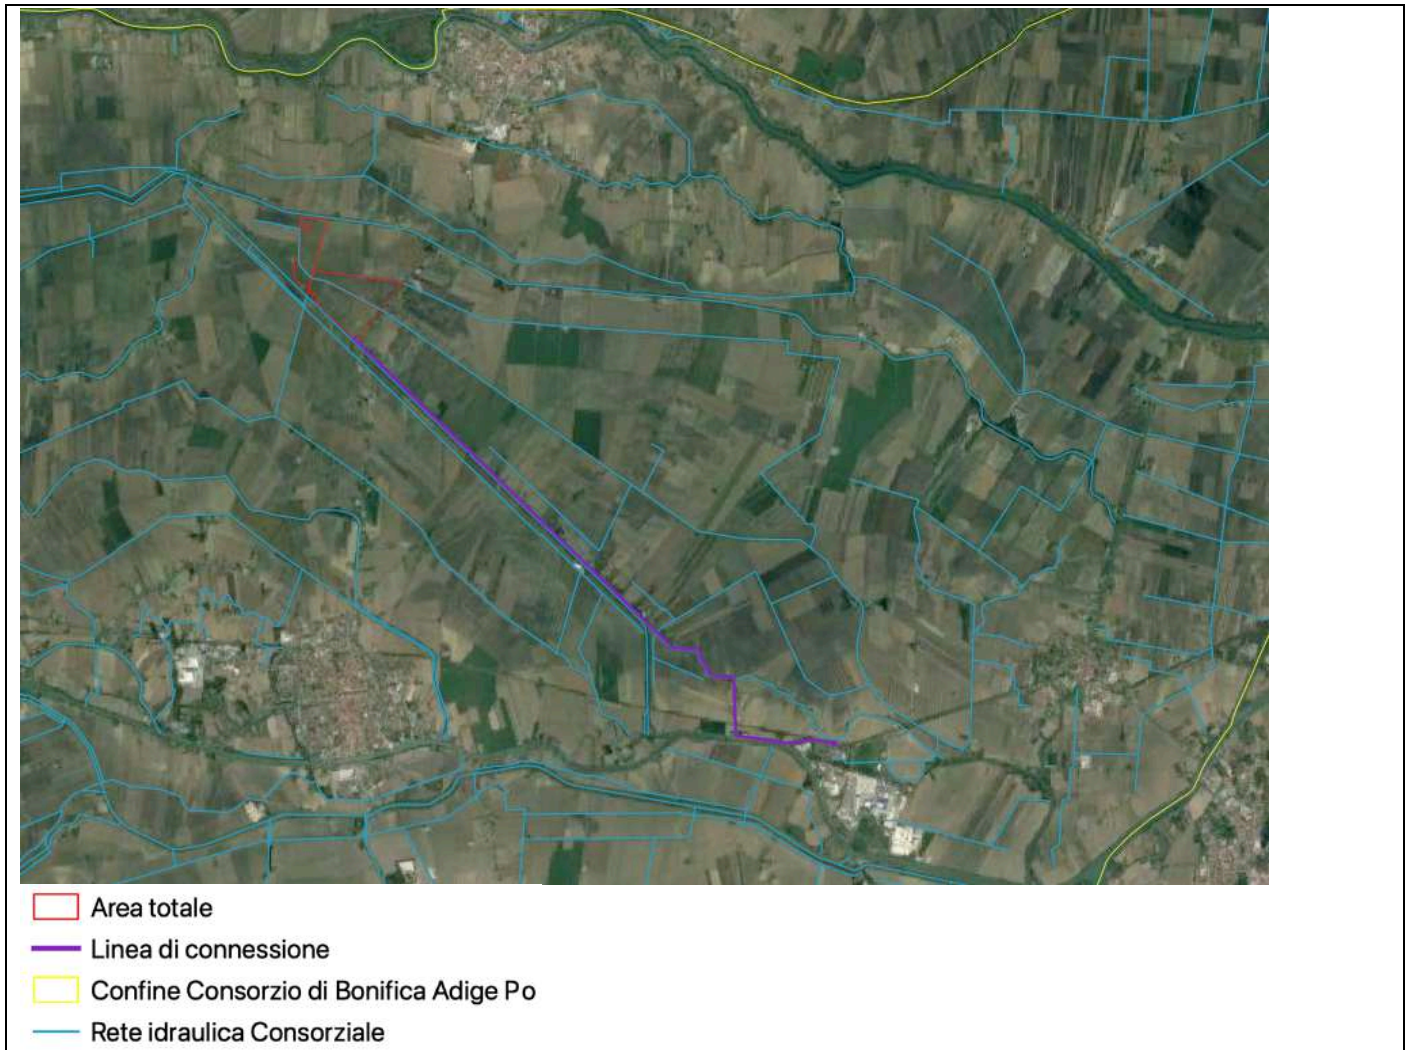 Area totale
Linea di connessione
Confine Consorzio di Bonifica Adige Po
Rete idraulica Consorziale